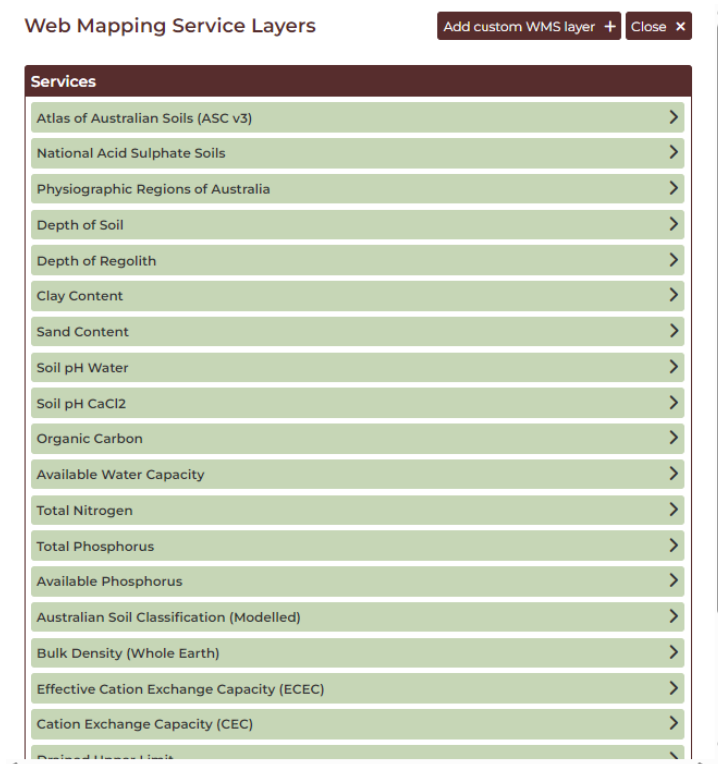 Web Mapping Service Layers
Add custom WMS layer +
Close ×
Services
Atlas of Australian Soils (ASC v3)
National Acid Sulphate Soils
Physiographic Regions of Australia
Depth of Soil
Depth of Regolith
Clay Content
Sand Content
Soil pH Water
Soil pH CaCl2
Organic Carbon
Available Water Capacity
Total Nitrogen
Total Phosphorus
Available Phosphorus
Australian Soil Classification (Modelled)
Bulk Density (Whole Earth)
Effective Cation Exchange Capacity (ECEC)
Cation Exchange Capacity (CEC)
Drained Upper Limit